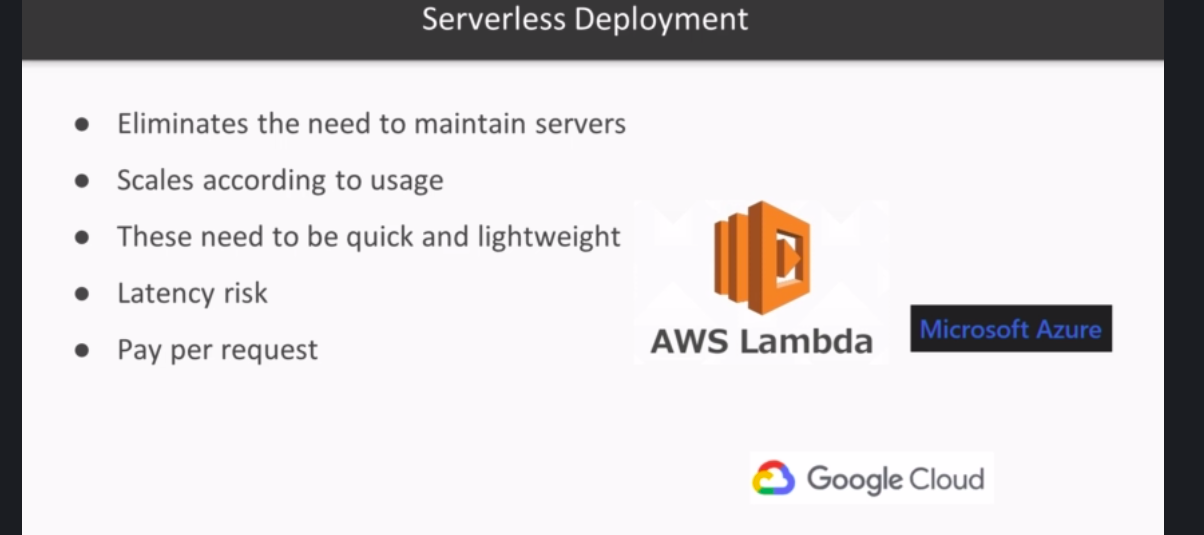 Serverless Deployment
● Eliminates the need to maintain servers
● Scales according to usage
● These need to be quick and lightweight
● Latency risk
● Pay per request
AWS Lambda
Microsoft Azure
Google Cloud